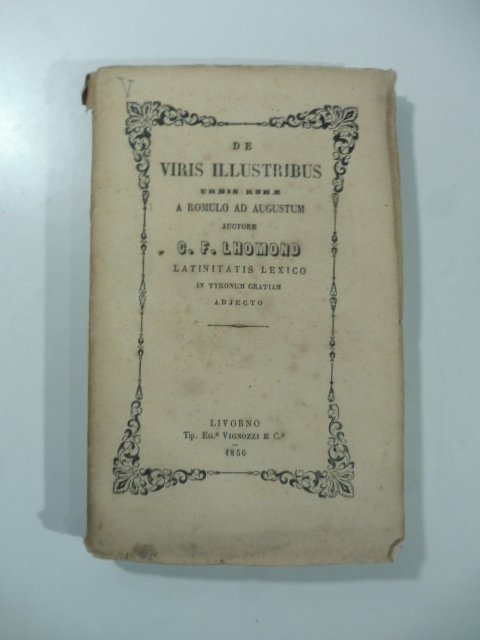 V
DE
VIRIS ILLUSTRIBUS
URBIS ROMÆ
A ROMULO AD AUGUSTUM
AUCTORE
C. F. LHOMOND
LATINITATIS LEXICO
IN TYRONUM GRATIAM
ADJECTO
LIVORNO
Tip. EG.º VIGNOZZI E C.º
1856